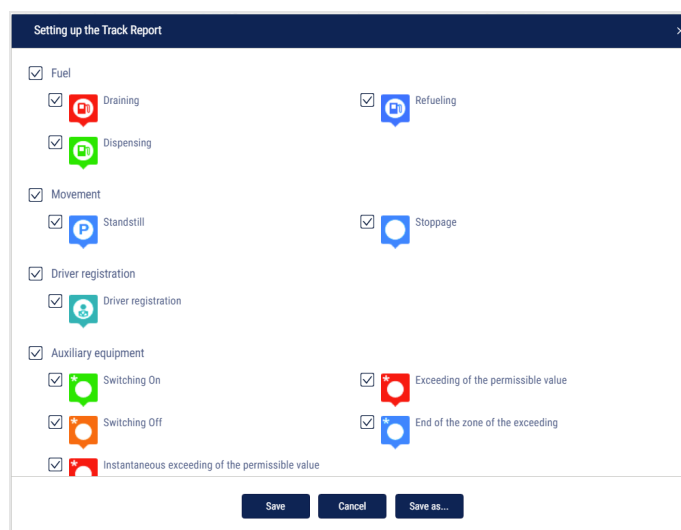 Setting up the Track Report
Fuel
Draining
Refueling
Dispensing
Movement
P
Standstill
Stoppage
Driver registration
Driver registration
Auxiliary equipment
Switching On
Exceeding of the permissible value
Switching Off
End of the zone of the exceeding
Instantaneous exceeding of the permissible value
Save
Cancel
Save as...